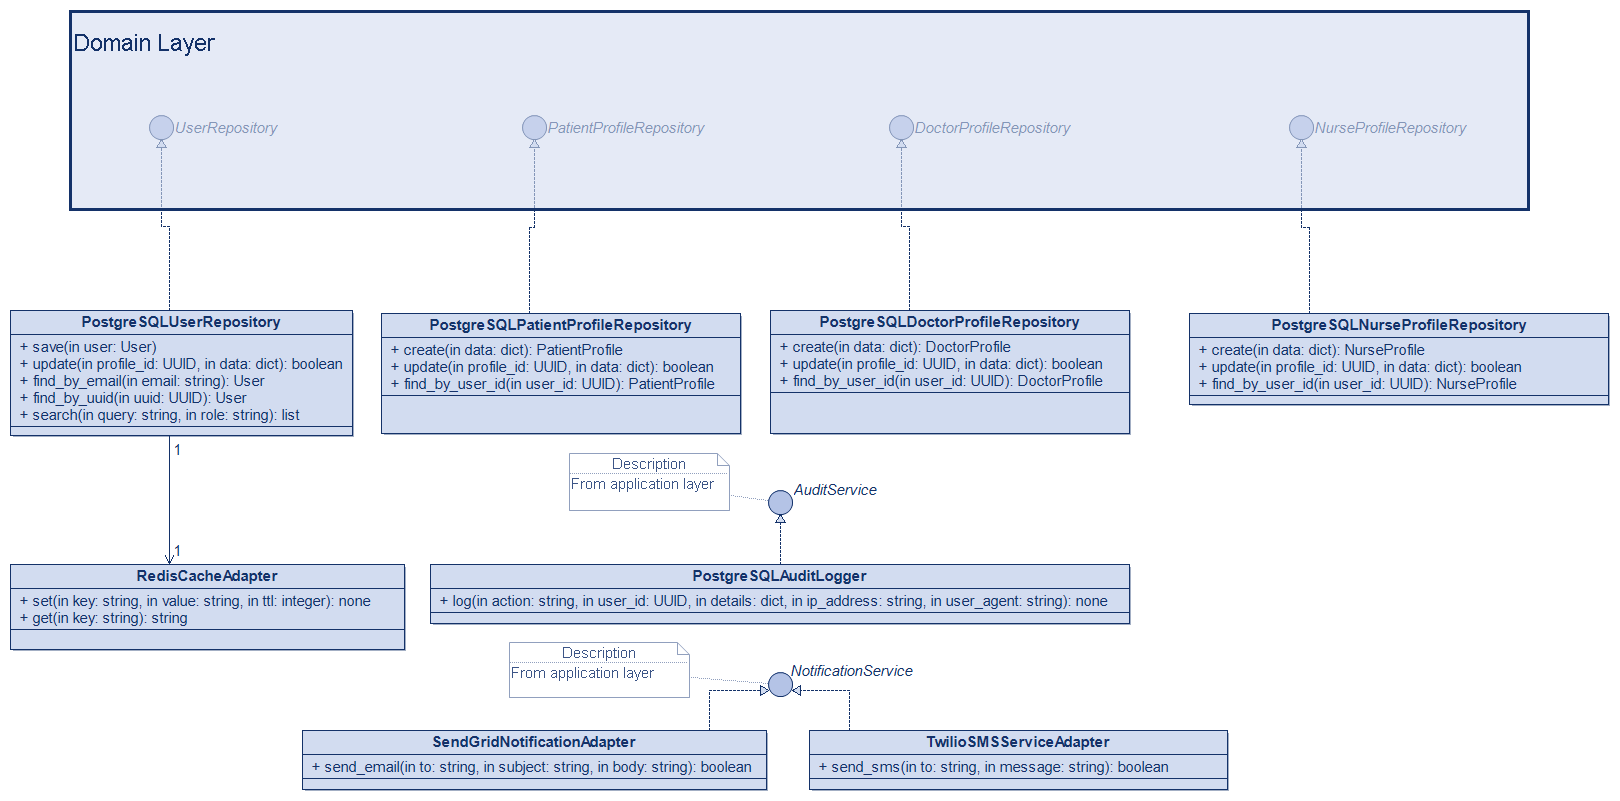 Domain Layer
UserRepository
PatientProfileRepository
DoctorProfileRepository
NurseProfileRepository
PostgreSQLUserRepository
+ save(in user: User)
+ update(in profile_id: UUID, in data: dict): boolean
+ find_by_email(in email: string): User
+ find_by_uuid(in uuid: UUID): User
+ search(in query: string, in role: string): list
PostgreSQLPatientProfileRepository
+ create(in data: dict): PatientProfile
+ update(in profile_id: UUID, in data: dict): boolean
+ find_by_user_id(in user_id: UUID): PatientProfile
PostgreSQLDoctorProfileRepository
+ create(in data: dict): DoctorProfile
+ update(in profile_id: UUID, in data: dict): boolean
+ find_by_user_id(in user_id: UUID): DoctorProfile
PostgreSQLNurseProfileRepository
+ create(in data: dict): NurseProfile
+ update(in profile_id: UUID, in data: dict): boolean
+ find_by_user_id(in user_id: UUID): NurseProfile
1
1
Description
From application layer
AuditService
RedisCacheAdapter
+ set(in key: string, in value: string, in ttl: integer): none
+ get(in key: string): string
PostgreSQLAuditLogger
+ log(in action: string, in user_id: UUID, in details: dict, in ip_address: string, in user_agent: string): none
Description
From application layer
NotificationService
SendGridNotificationAdapter
+ send_email(in to: string, in subject: string, in body: string): boolean
TwilioSMSServiceAdapter
+ send_sms(in to: string, in message: string): boolean